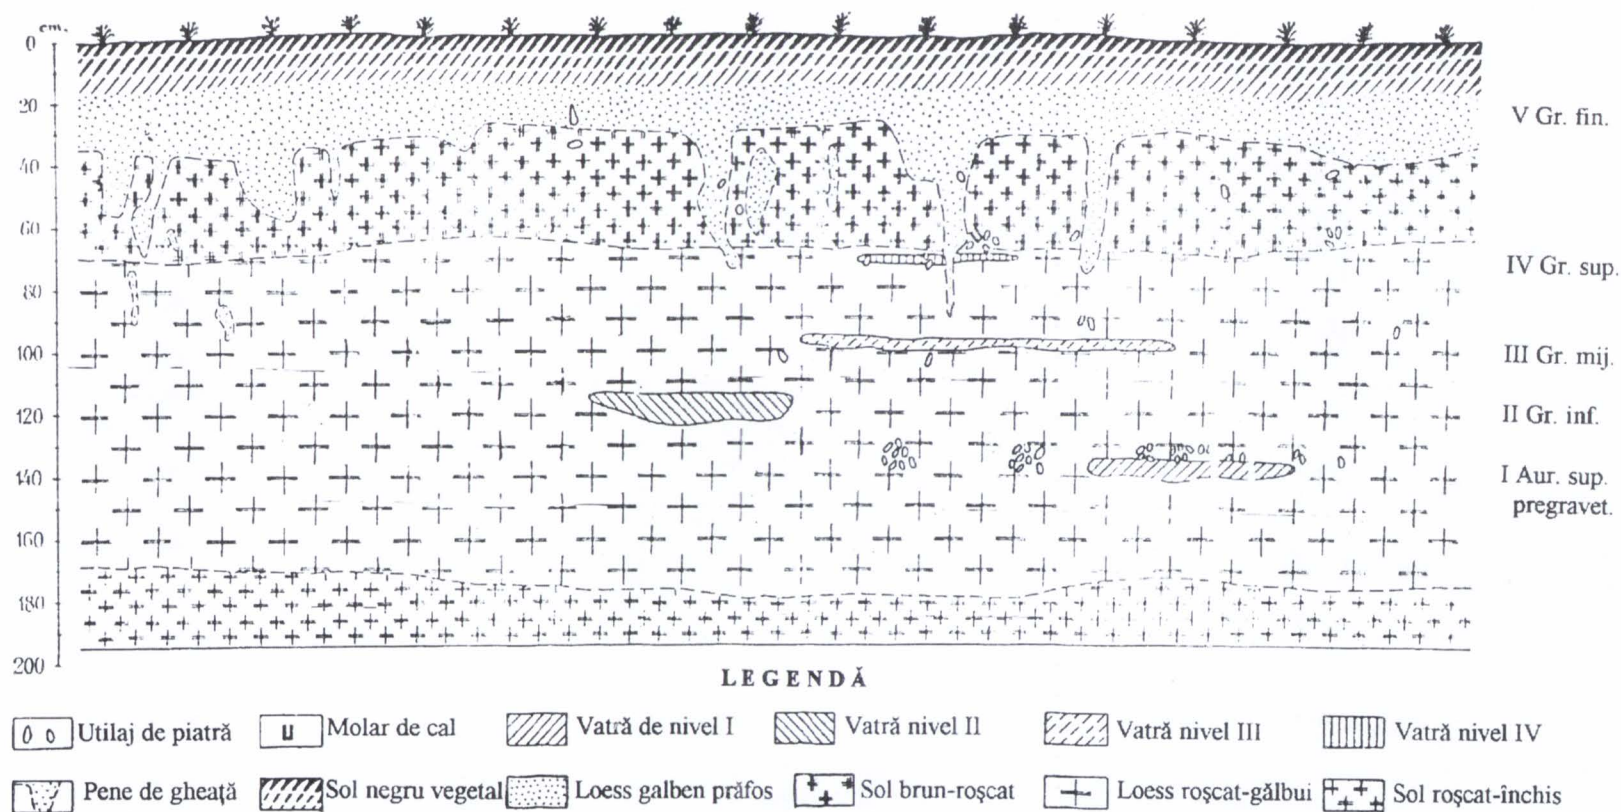 cm.
0
20
40
60
80
100
120
140
160
180
200
V Gr. fin.
IV Gr. sup.
III Gr. mij.
II Gr. inf.
I Aur. sup.
pregravet.
LEGENDĂ
Utilaj de piatră
Molar de cal
Vatră de nivel I
Vatră nivel II
Vatră nivel III
Vatră nivel IV
Pene de gheață
Sol negru vegetal
Loess galben prăfos
Sol brun-roșcat
Loess roșcat-gălbui
Sol roșcat-închis